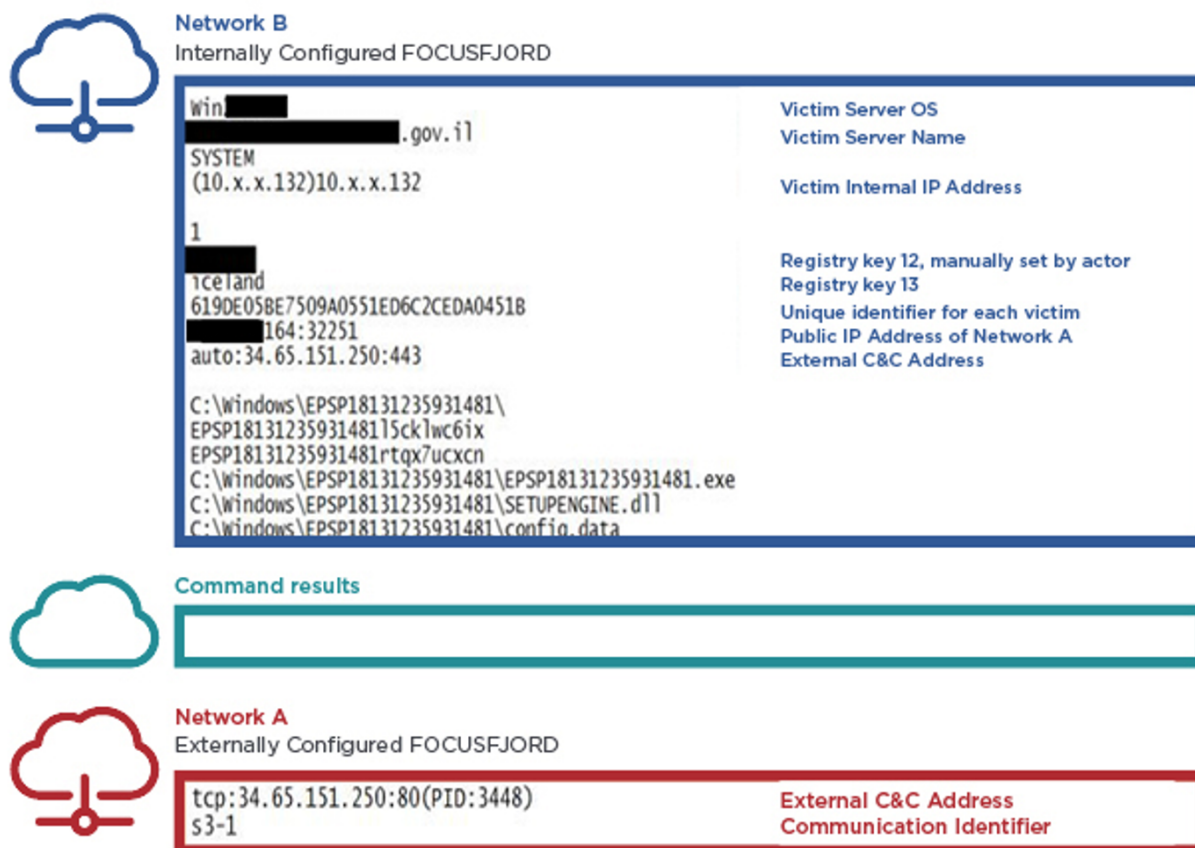 Network B
Internally Configured FOCUSFJORD
Win Victim Server OS
.gov.il Victim Server Name
SYSTEM
(10.x.x.132)10.x.x.132 Victim Internal IP Address
1
Registry key 12, manually set by actor
iceland Registry key 13
619DE05BE7509A0551ED6C2CEDA0451B Unique identifier for each victim
164:32251 Public IP Address of Network A
auto:34.65.151.250:443 External C&C Address
C:\Windows\EPSP18131235931481\
EPSP18131235931481l5cklwc6ix
EPSP18131235931481rtqx7ucxcn
C:\Windows\EPSP18131235931481\EPSP18131235931481.exe
C:\Windows\EPSP18131235931481\SETUPENGINE.dll
C:\Windows\EPSP18131235931481\config.data
Command results
Network A
Externally Configured FOCUSFJORD
tcp:34.65.151.250:80(PID:3448) External C&C Address
s3-1 Communication Identifier